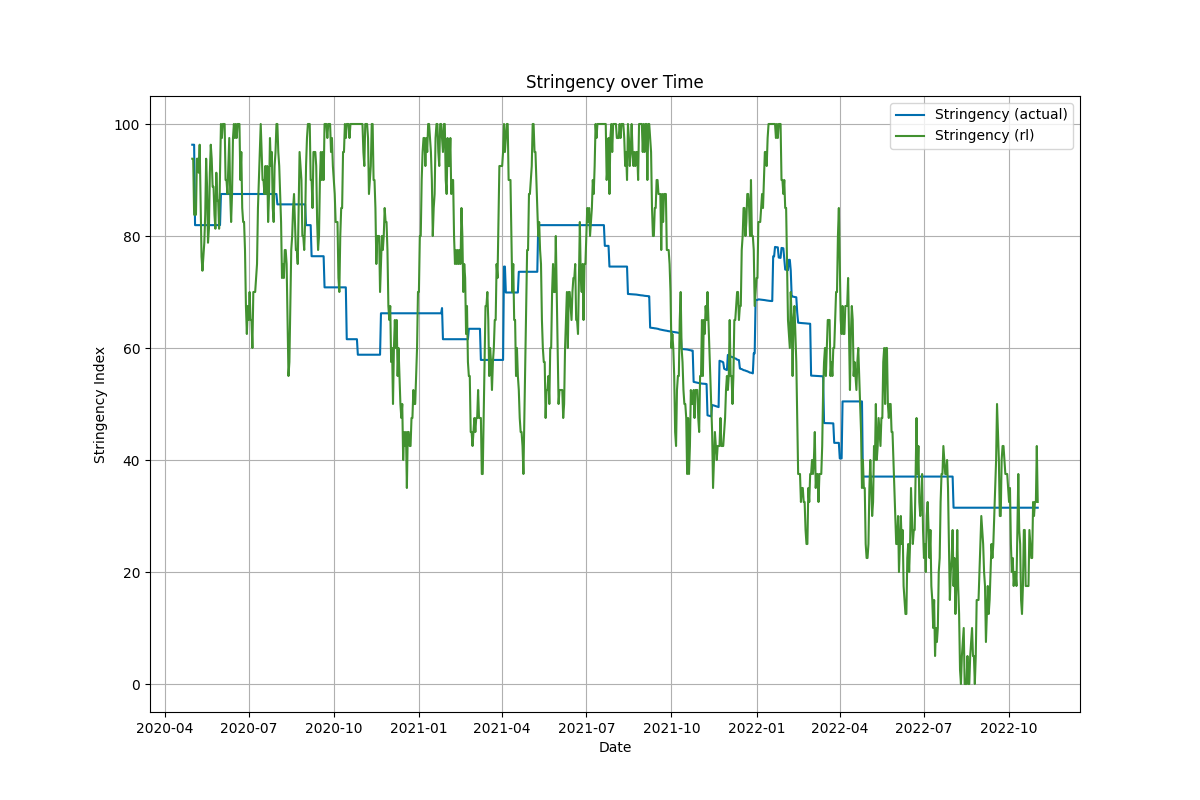 Stringency over Time
Stringency (actual)
Stringency (rl)
100
80
60
40
20
0
Stringency Index
2020-04 2020-07 2020-10 2021-01 2021-04 2021-07 2021-10 2022-01 2022-04 2022-07 2022-10
Date